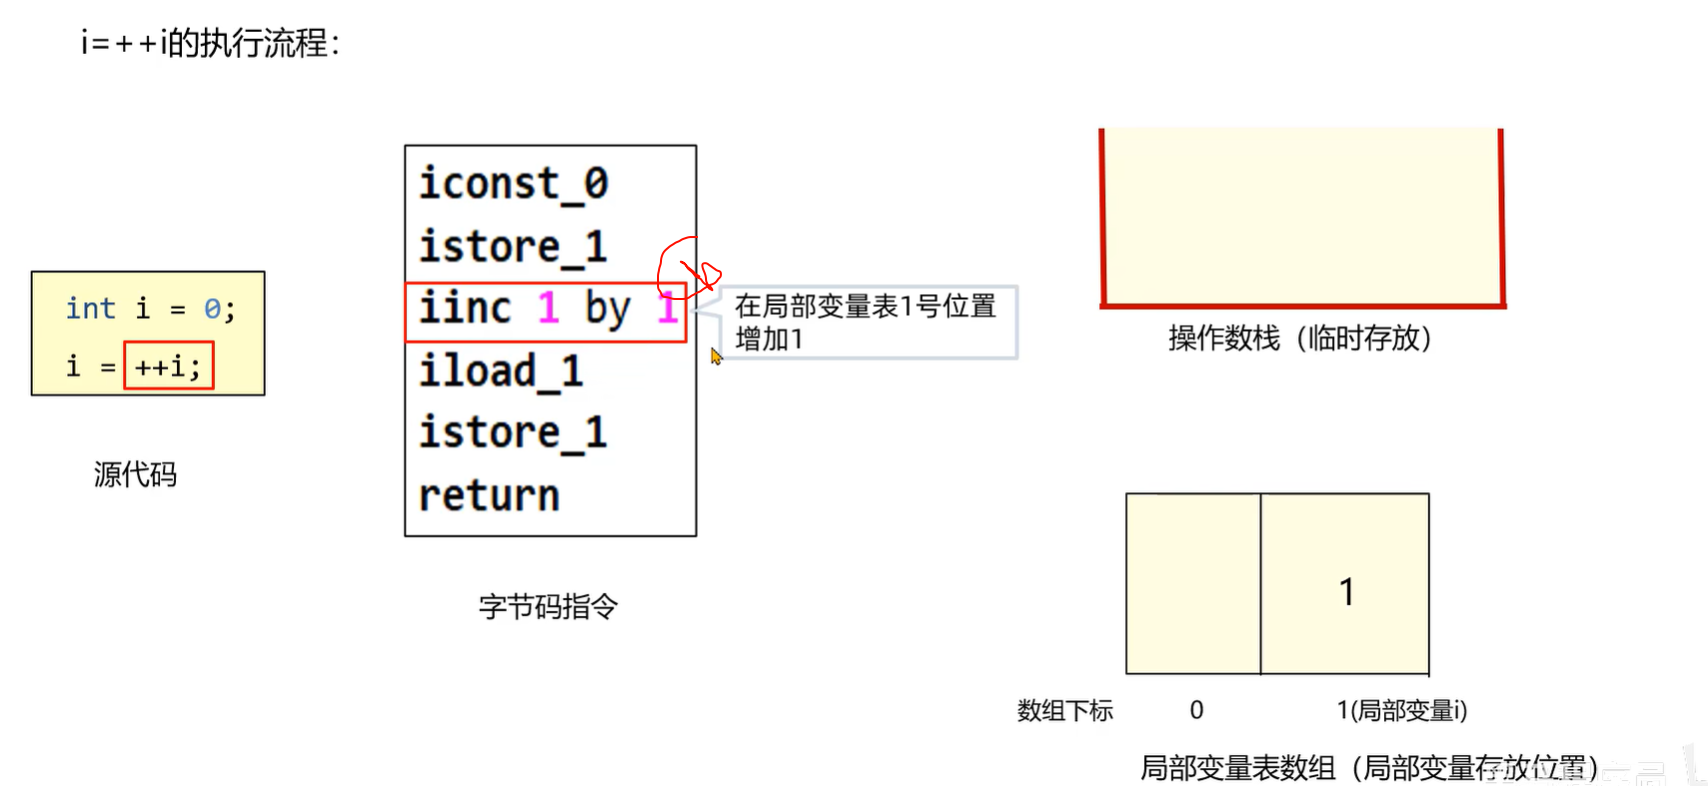 i=++i的执行流程：
int i = 0;
i = ++i;
源代码
iconst_0
istore_1
iinc 1 by 1
iload_1
istore_1
return
字节码指令
在局部变量表1号位置
增加1
操作数栈（临时存放）
1
数组下标 0 1(局部变量i)
局部变量表数组（局部变量存放位置）